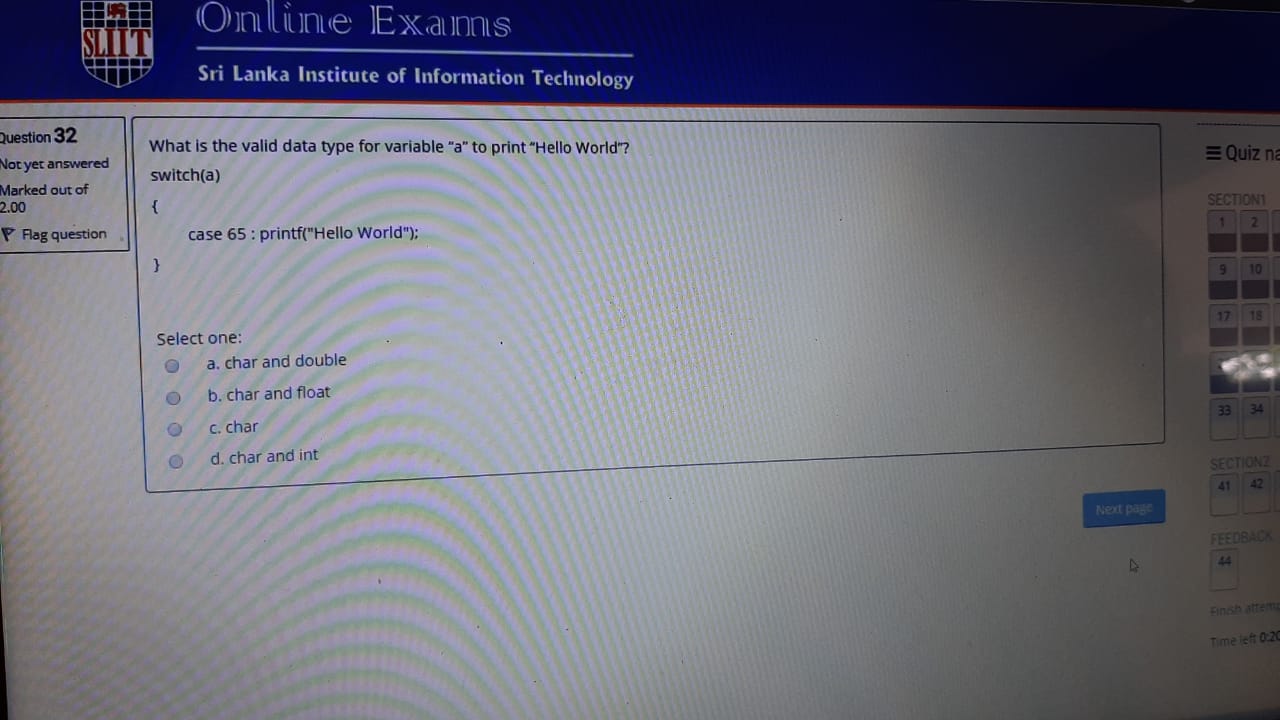 SLIIT
Online Exams
Sri Lanka Institute of Information Technology
Question 32
Not yet answered
Marked out of
2.00
Flag question
What is the valid data type for variable “a” to print “Hello World”?
switch(a)
{
case 65 : printf("Hello World");
}
Select one:
a. char and double
b. char and float
c. char
d. char and int
Next page
Quiz na
SECTION1
1 2
9 10
17 18
33 34
SECTION2
41 42
FEEDBACK
44
Finish attemp
Time left 0:20